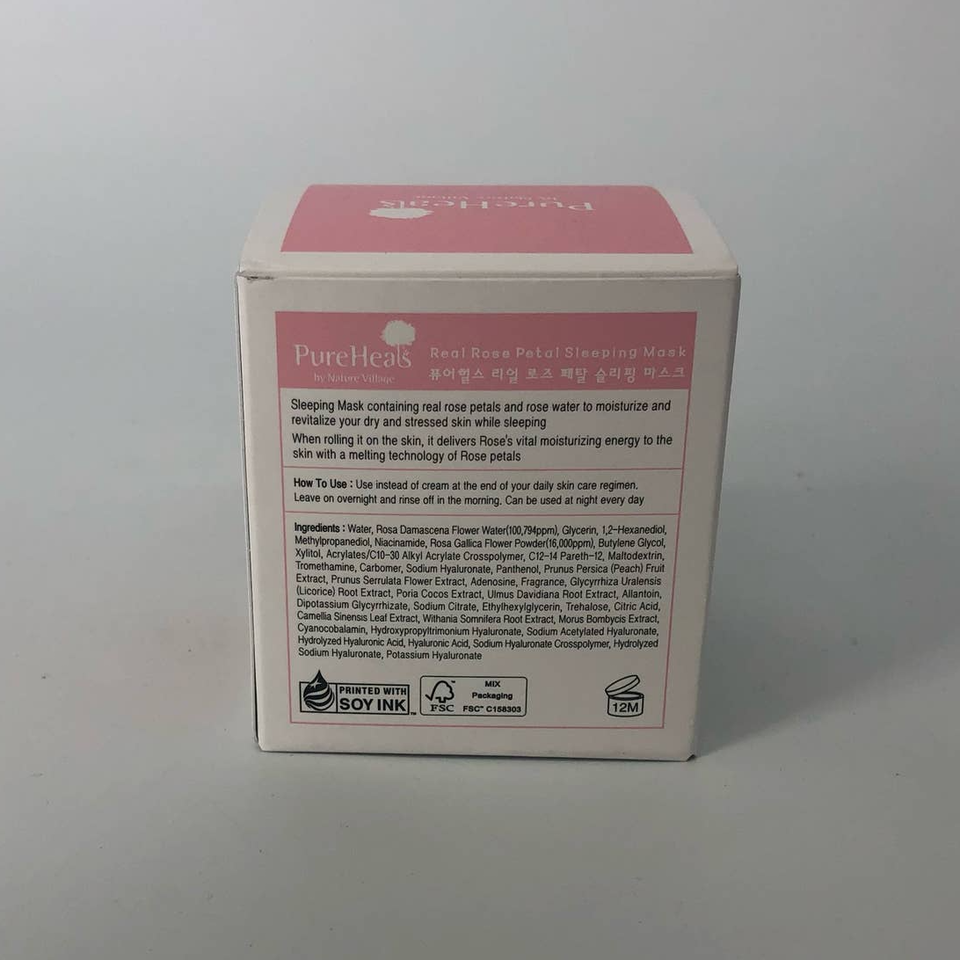 PureHeals
PureHeals
by Nature Village
Real Rose Petal Sleeping Mask
퓨어힐스 리얼 로즈 페탈 슬리핑 마스크
Sleeping Mask containing real rose petals and rose water to moisturize and
revitalize your dry and stressed skin while sleeping
When rolling it on the skin, it delivers Rose's vital moisturizing energy to the
skin with a melting technology of Rose petals
How To Use : Use instead of cream at the end of your daily skin care regimen.
Leave on overnight and rinse off in the morning. Can be used at night every day
Ingredients : Water, Rosa Damascena Flower Water(100,794ppm), Glycerin, 1,2-Hexanediol,
Methylpropanediol, Niacinamide, Rosa Gallica Flower Powder(16,000ppm), Butylene Glycol,
Xylitol, Acrylates/C10-30 Alkyl Acrylate Crosspolymer, C12-14 Pareth-12, Maltodextrin,
Tromethamine, Carbomer, Sodium Hyaluronate, Panthenol, Prunus Persica (Peach) Fruit
Extract, Prunus Serrulata Flower Extract, Adenosine, Fragrance, Glycyrrhiza Uralensis
(Licorice) Root Extract, Poria Cocos Extract, Ulmus Davidiana Root Extract, Allantoin,
Dipotassium Glycyrrhizate, Sodium Citrate, Ethylhexylglycerin, Trehalose, Citric Acid,
Camellia Sinensis Leaf Extract, Withania Somnifera Root Extract, Morus Bombycis Extract,
Cyanocobalamin, Hydroxypropyltrimonium Hyaluronate, Sodium Acetylated Hyaluronate,
Hydrolyzed Hyaluronic Acid, Hyaluronic Acid, Sodium Hyaluronate Crosspolymer, Hydrolyzed
Sodium Hyaluronate, Potassium Hyaluronate
PRINTED WITH
SOY INK™
FSC
MIX
Packaging
FSC™ C158303
12M